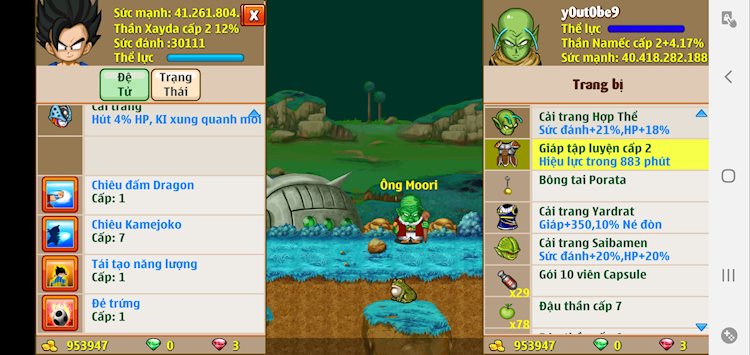 Sức mạnh: 41.261.804.
X
Thần Xayda cấp 2 12%
Sức đánh :30111
Thể lực
Đệ
Tử
Trạng
Thái
Cải trang
Hút 4% HP, KI xung quanh mỗi
Chiêu đấm Dragon
Cấp: 1
Chiêu Kamejoko
Cấp: 7
Tái tạo năng lượng
Cấp: 1
Đẻ trứng
Cấp: 1
953947
0
3
Ông Moori
y0ut0be9
Thể lực
Thần Namếc cấp 2+4.17%
Sức mạnh: 40.418.282.188
Trang bị
Cải trang Hợp Thể
Sức đánh+21%,HP+18%
Giáp tập luyện cấp 2
Hiệu lực trong 883 phút
Bông tai Porata
Cải trang Yardrat
Giáp+350,10% Né đòn
Cải trang Saibamen
Sức đánh+20%,HP+20%
Gói 10 viên Capsule
x29
Đậu thần cấp 7
x78
953947
0
3